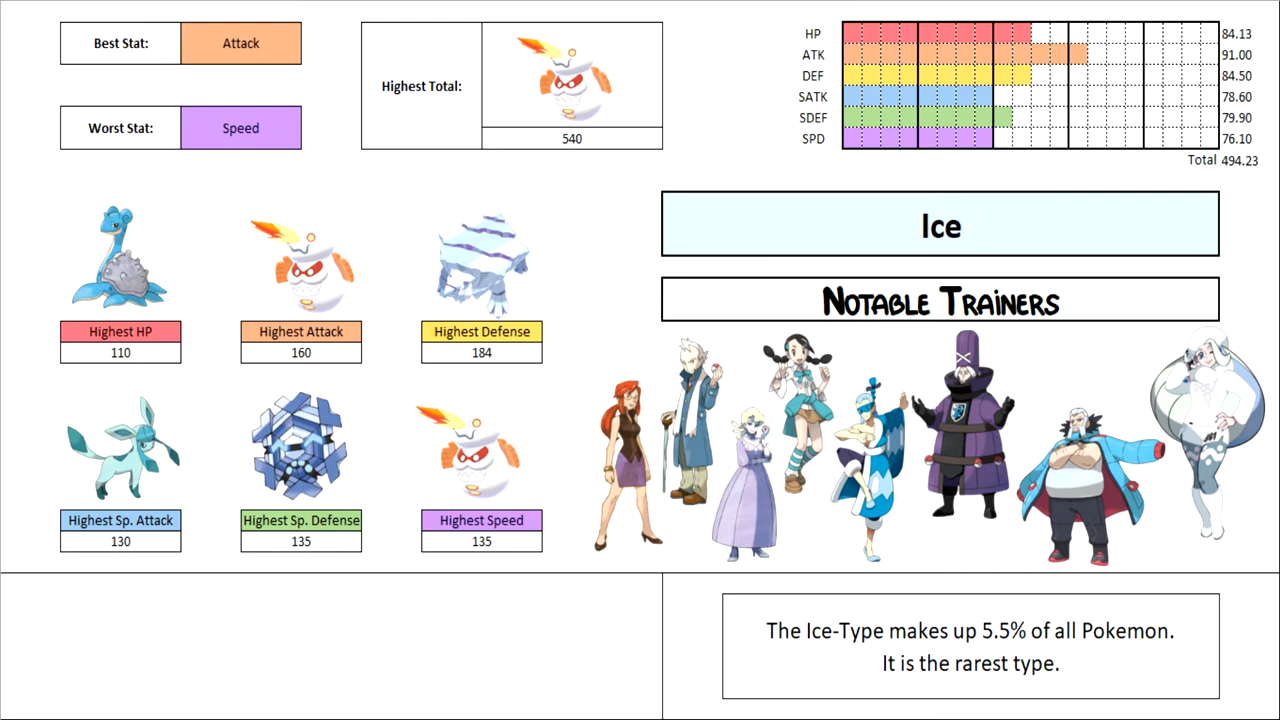 Best Stat:
Attack
Worst Stat:
Speed
Highest Total:
540
HP 84.13
ATK 91.00
DEF 84.50
SATK 78.60
SDEF 79.90
SPD 76.10
Total 494.23
Ice
Notable Trainers
Highest HP
110
Highest Attack
160
Highest Defense
184
Highest Sp. Attack
130
Highest Sp. Defense
135
Highest Speed
135
The Ice-Type makes up 5.5% of all Pokemon.
It is the rarest type.